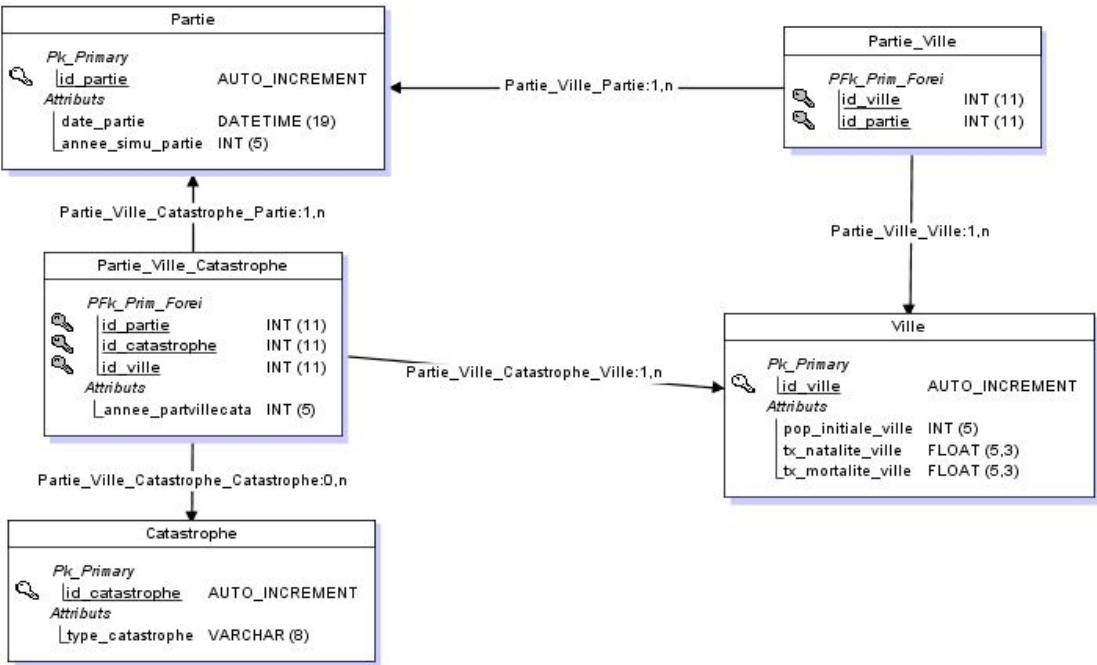 Partie
Pk_Primary
id_partie AUTO_INCREMENT
Attributs
date_partie DATETIME (19)
annee_simu_partie INT (5)
Partie_Ville_Partie:1,n
Partie_Ville
PFk_Prim_Forei
id_ville INT (11)
id_partie INT (11)
Partie_Ville_Catastrophe_Partie:1,n
Partie_Ville_Ville:1,n
Partie_Ville_Catastrophe
PFk_Prim_Forei
id_partie INT (11)
id_catastrophe INT (11)
id_ville INT (11)
Attributs
annee_partvillecata INT (5)
Partie_Ville_Catastrophe_Ville:1,n
Ville
Pk_Primary
id_ville AUTO_INCREMENT
Attributs
pop_initiale_ville INT (5)
tx_natalite_ville FLOAT (5,3)
tx_mortalite_ville FLOAT (5,3)
Partie_Ville_Catastrophe_Catastrophe:0,n
Catastrophe
Pk_Primary
id_catastrophe AUTO_INCREMENT
Attributs
type_catastrophe VARCHAR (8)